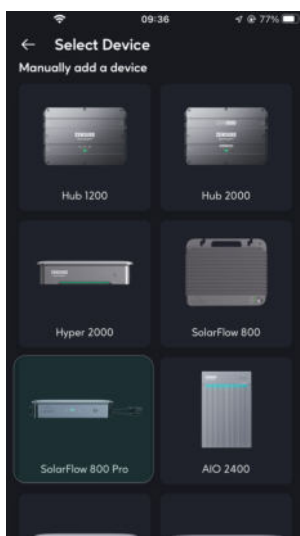 09:36
77%
← Select Device
Manually add a device
Hub 1200
Hub 2000
Hyper 2000
SolarFlow 800
SolarFlow 800 Pro
AIO 2400